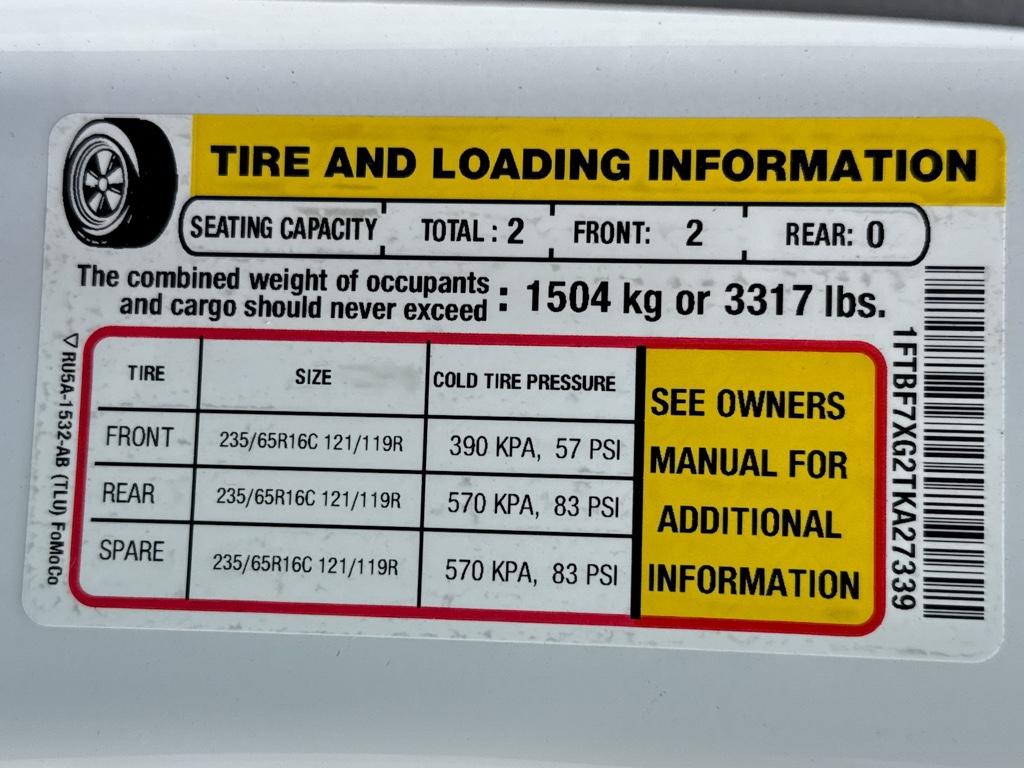 TIRE AND LOADING INFORMATION
SEATING CAPACITY TOTAL : 2 FRONT: 2 REAR: 0
The combined weight of occupants
and cargo should never exceed : 1504 kg or 3317 lbs.
TIRE SIZE COLD TIRE PRESSURE
FRONT 235/65R16C 121/119R 390 KPA, 57 PSI
REAR 235/65R16C 121/119R 570 KPA, 83 PSI
SPARE 235/65R16C 121/119R 570 KPA, 83 PSI
SEE OWNERS
MANUAL FOR
ADDITIONAL
INFORMATION
RU5A-1532-AB (TLU) FoMoCo
1FTBF7XG2TKA27339